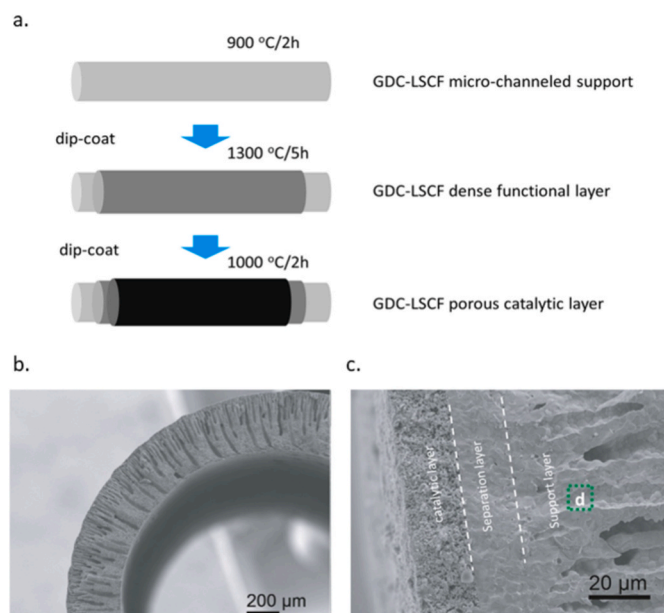 a.
900 °C/2h
GDC-LSCF micro-channeled support
dip-coat
1300 °C/5h
GDC-LSCF dense functional layer
dip-coat
1000 °C/2h
GDC-LSCF porous catalytic layer
b.
c.
catalytic layer
Separation layer
Support layer
d
200 µm
20 µm